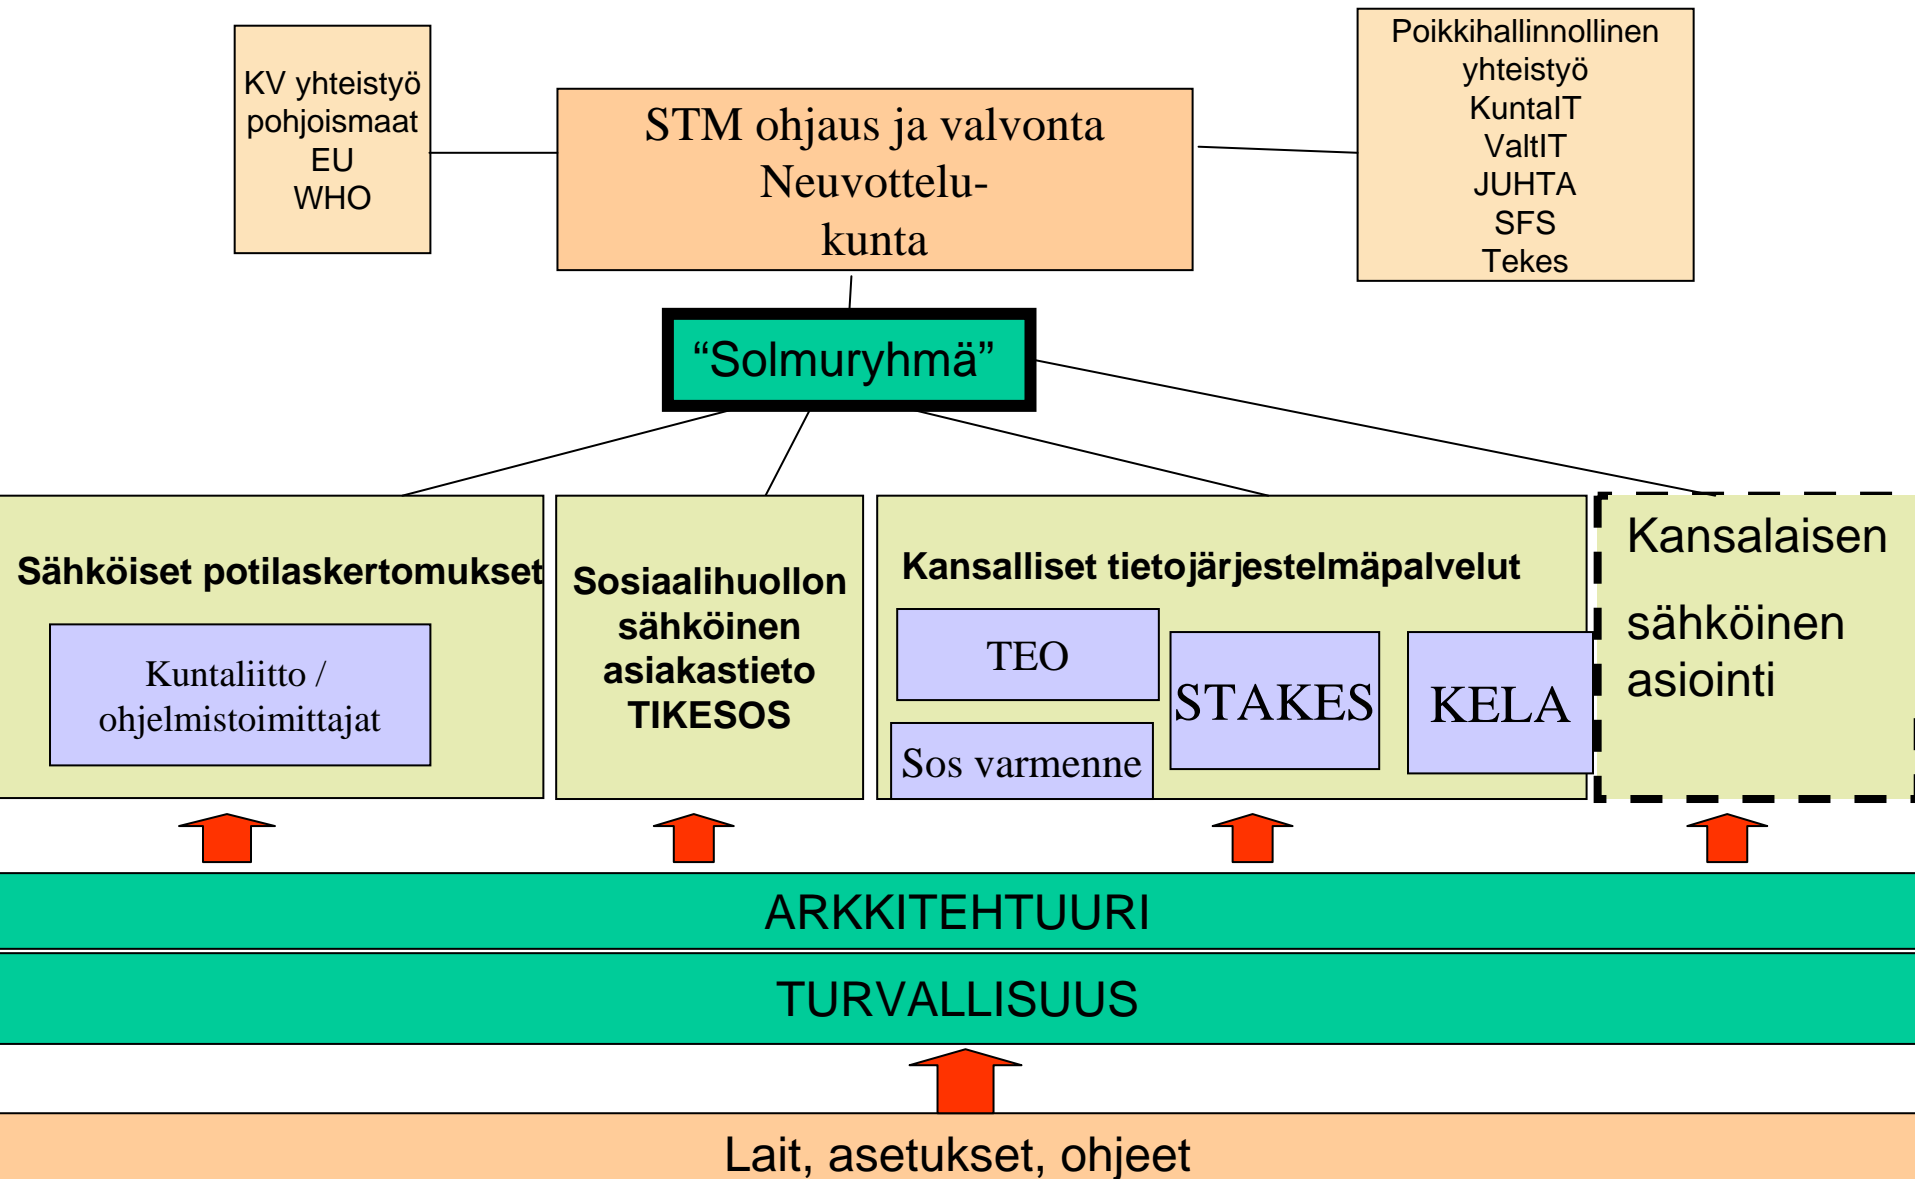 KV yhteistyö
pohjoismaat
EU
WHO
STM ohjaus ja valvonta
Neuvottelu-
kunta
Poikkihallinnollinen
yhteistyö
KuntaIT
ValtIT
JUHTA
SFS
Tekes
“Solmuryhmä”
Sähköiset potilaskertomukset
Kuntaliitto /
ohjelmistoimittajat
Sosiaalihuollon
sähköinen
asiakastieto
TIKESOS
Kansalliset tietojärjestelmäpalvelut
TEO
Sos varmenne
STAKES
KELA
Kansalaisen
sähköinen
asiointi
ARKKITEHTUURI
TURVALLISUUS
Lait, asetukset, ohjeet